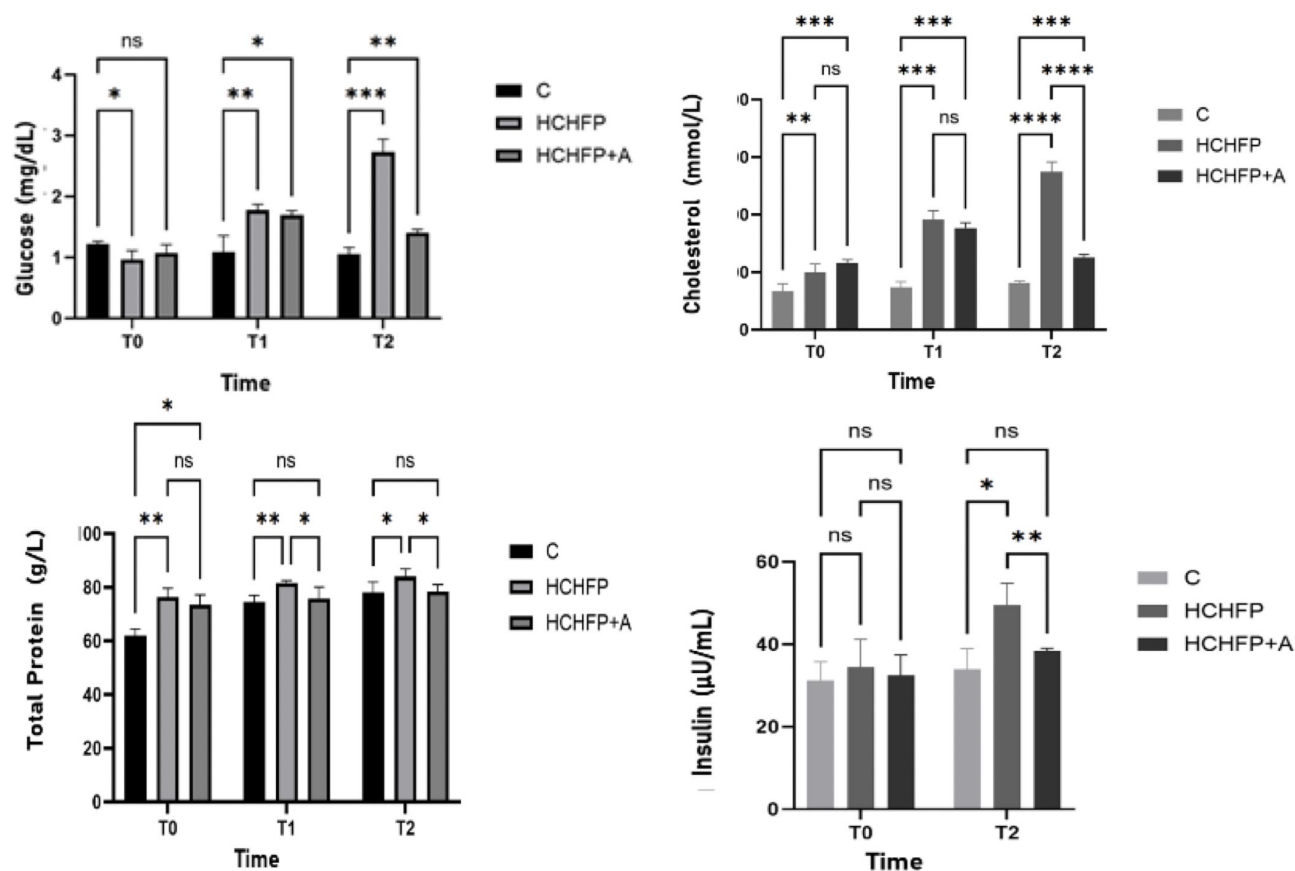 Glucose (mg/dL)
ns
*
*
**
**
***
4
3
2
1
0
T0
T1
T2
Time
C
HCHFP
HCHFP+A
Cholesterol (mmol/L)
***
***
***
ns
***
****
**
ns
****
T0
T1
T2
Time
C
HCHFP
HCHFP+A
Total Protein (g/L)
*
ns
ns
ns
**
**
*
*
*
80
60
40
20
0
T0
T1
T2
Time
C
HCHFP
HCHFP+A
Insulin (µU/mL)
ns
ns
ns
*
ns
**
60
40
20
0
T0
T2
Time
C
HCHFP
HCHFP+A